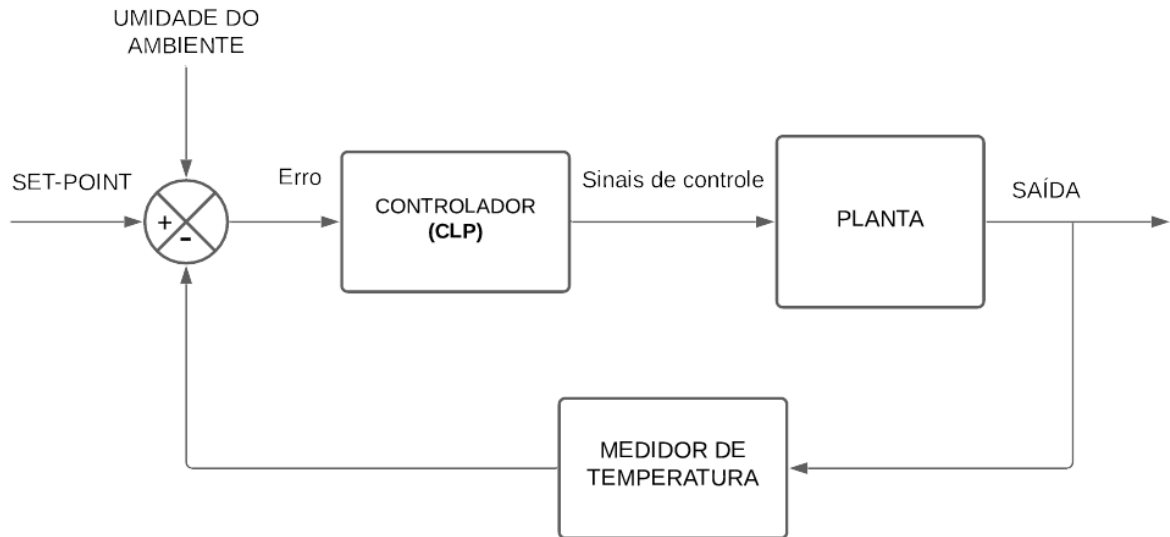 UMIDADE DO
AMBIENTE
SET-POINT
+
-
Erro
CONTROLADOR
(CLP)
Sinais de controle
PLANTA
SAÍDA
MEDIDOR DE
TEMPERATURA